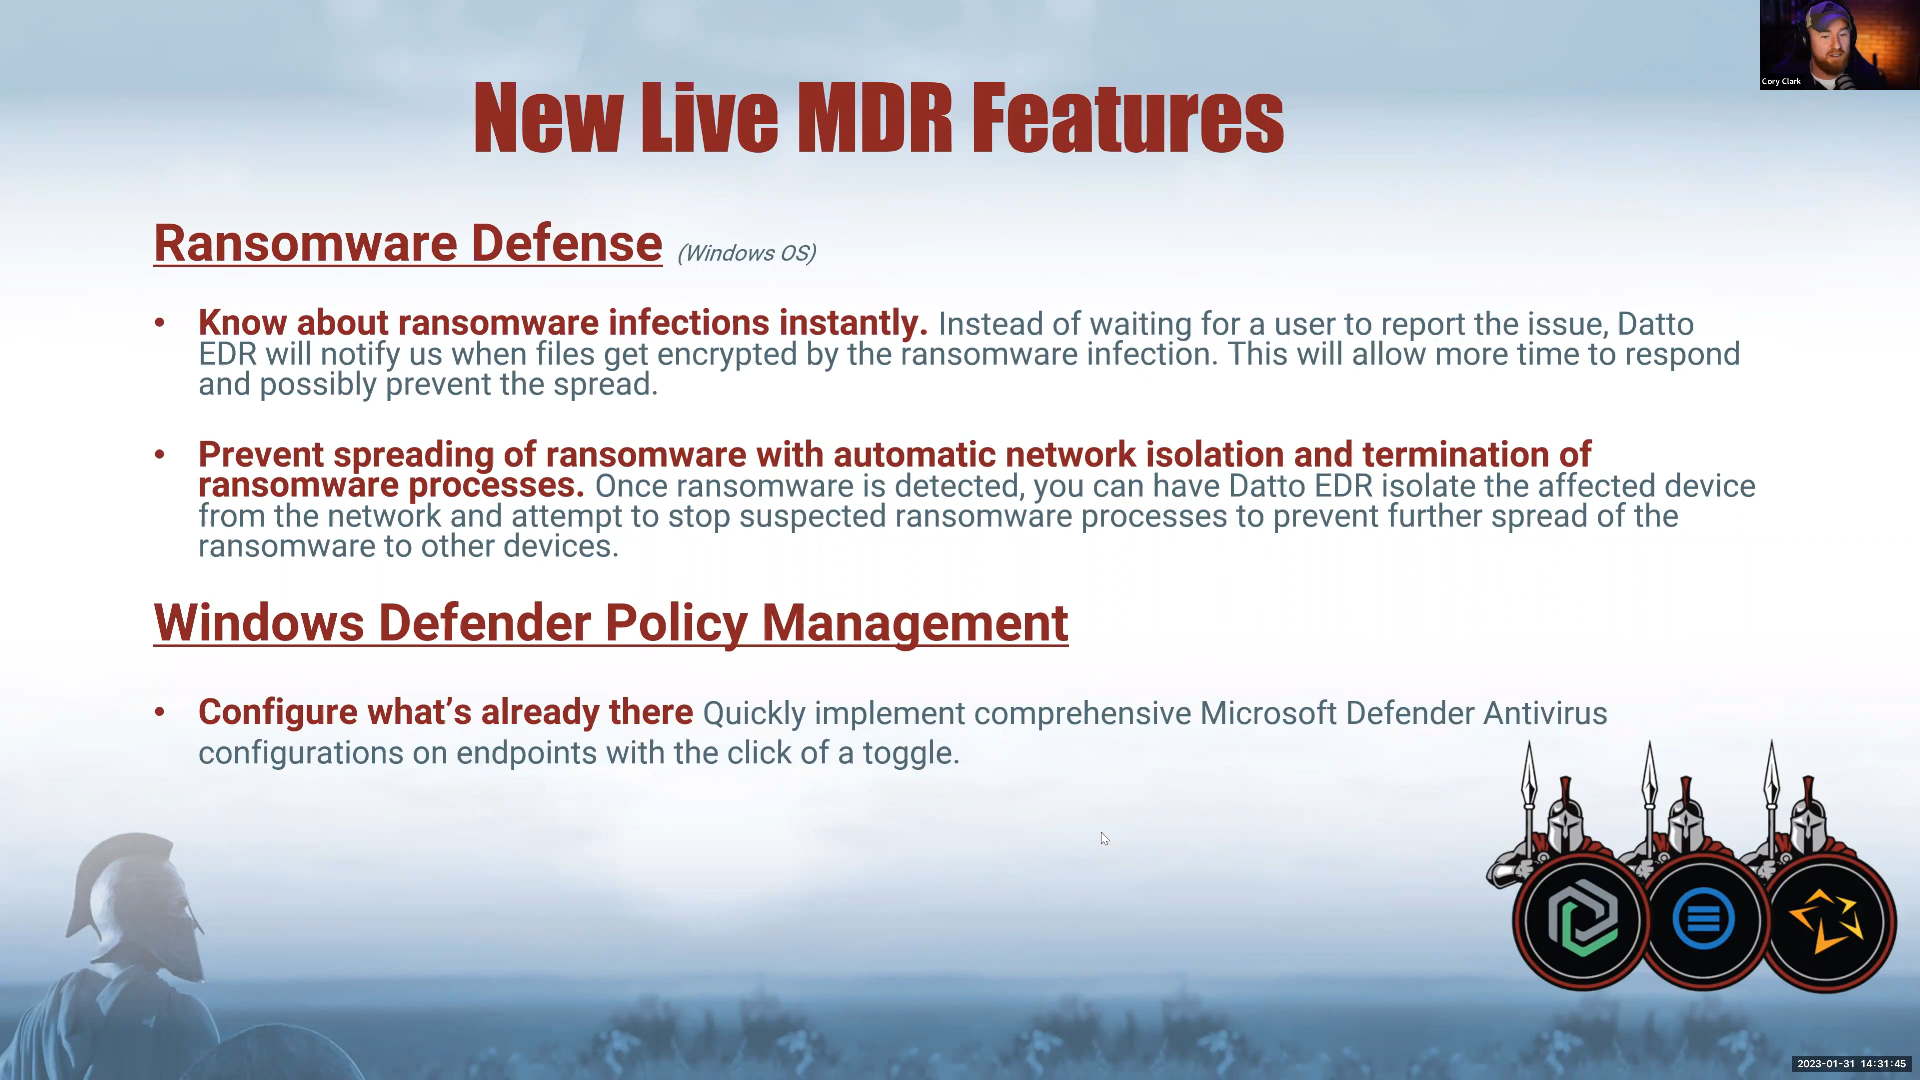 New Live MDR Features
Cory Clark
Ransomware Defense (Windows OS)
• Know about ransomware infections instantly. Instead of waiting for a user to report the issue, Datto
EDR will notify us when files get encrypted by the ransomware infection. This will allow more time to respond
and possibly prevent the spread.
• Prevent spreading of ransomware with automatic network isolation and termination of
ransomware processes. Once ransomware is detected, you can have Datto EDR isolate the affected device
from the network and attempt to stop suspected ransomware processes to prevent further spread of the
ransomware to other devices.
Windows Defender Policy Management
• Configure what’s already there Quickly implement comprehensive Microsoft Defender Antivirus
configurations on endpoints with the click of a toggle.
2023-01-31 14:31:45